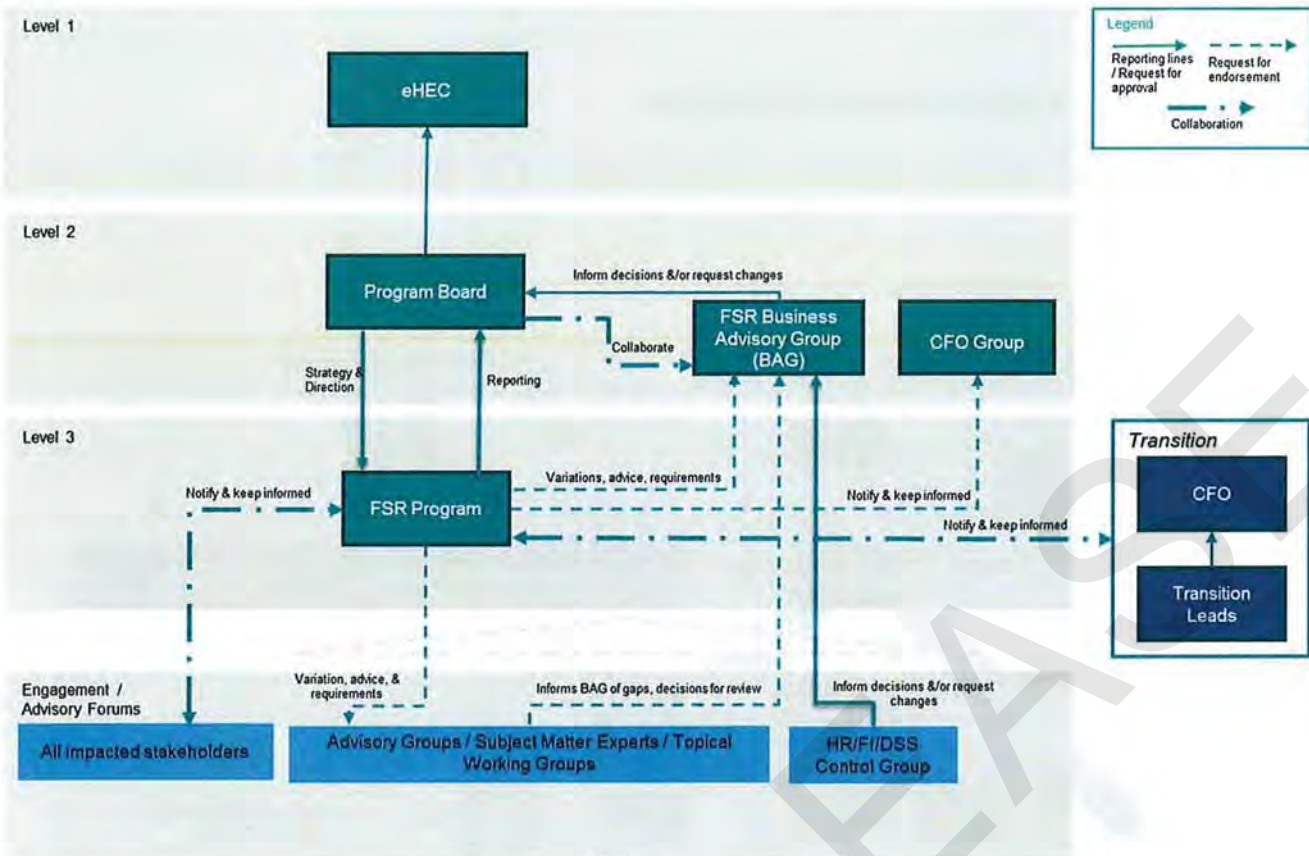 Level 1
eHEC
Legend
Reporting lines
/ Request for
approval
Request for
endorsement
Collaboration
Level 2
Program Board
Inform decisions &/or request changes
FSR Business
Advisory Group
(BAG)
CFO Group
Collaborate
Strategy &
Direction
Reporting
Level 3
Notify & keep informed
FSR Program
Variations, advice, requirements
Notify & keep informed
Notify & keep informed
Transition
CFO
Transition
Leads
Engagement /
Advisory Forums
Variation, advice, &
requirements
Informs BAG of gaps, decisions for review
Inform decisions &/or request
changes
All impacted stakeholders
Advisory Groups / Subject Matter Experts / Topical
Working Groups
HR/FI/DSS
Control Group
EASE